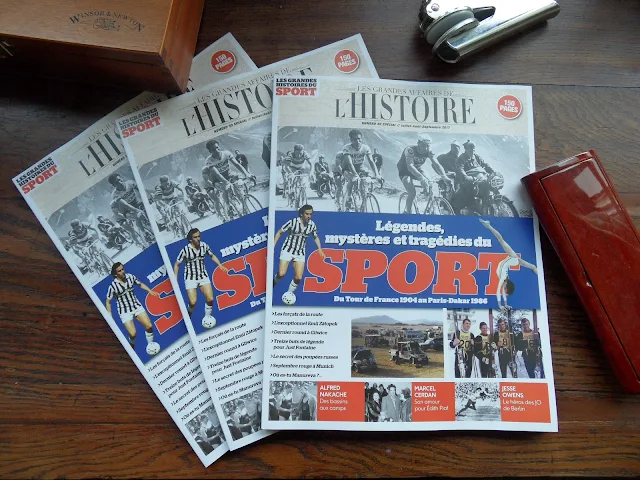 WINSOR & NEWTON
LES GRANDES
HISTOIRES DU
SPORT
LES GRANDES AFFAIRES DE
L'HISTOIRE
150
PAGES
Légendes,
mystères et tragédies du
SPORT
Du Tour de France 1904 au Paris-Dakar 1986
>Les forçats de la route
>L'exceptionnel Emil Zátopek
>Dernier round à Gliwice
>Treize buts de légende
pour Just Fontaine
>Le secret des poupées russes
>Septembre rouge à Munich
>Où es-tu Manureva ?...
ALFRED
NAKACHE
Des bassins
aux camps
MARCEL
CERDAN
Son amour
pour Édith Piaf
JESSE
OWENS
Le héros des JO
de Berlin